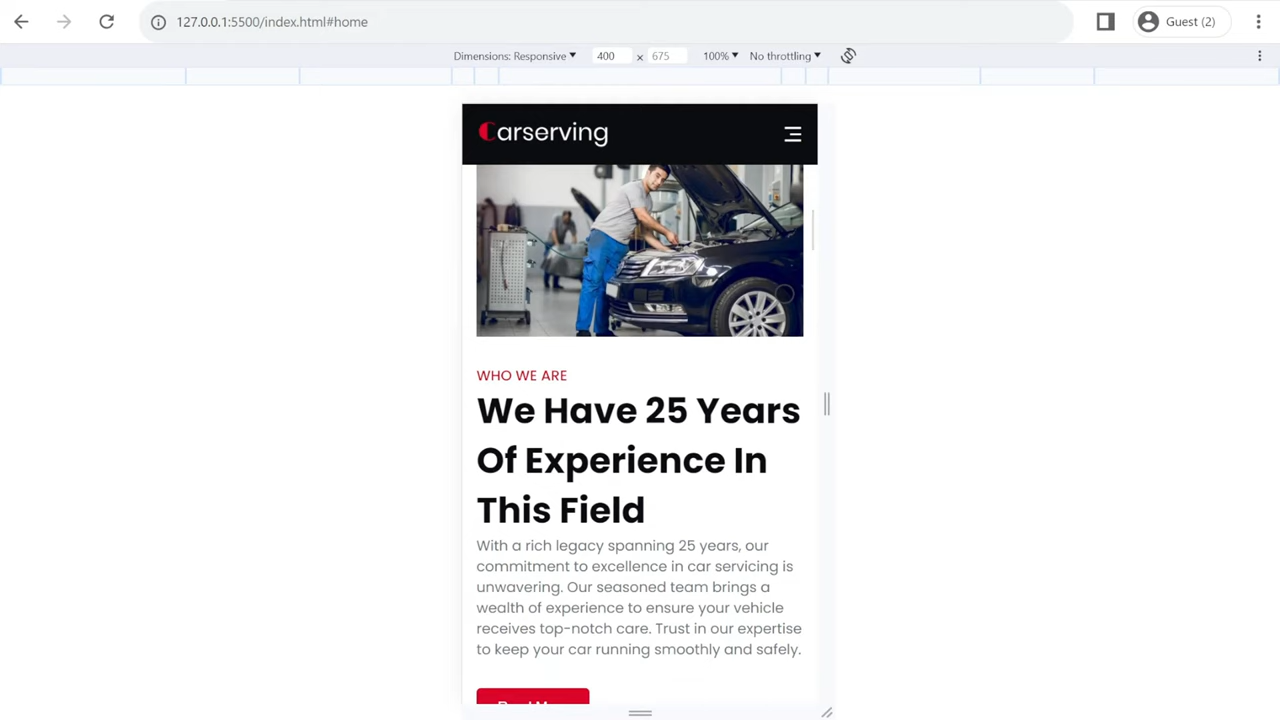 127.0.0.1:5500/index.html#home
Guest (2)
Dimensions: Responsive 400 x 675 100% No throttling
Carserving
WHO WE ARE
We Have 25 Years
Of Experience In
This Field
With a rich legacy spanning 25 years, our
commitment to excellence in car servicing is
unwavering. Our seasoned team brings a
wealth of experience to ensure your vehicle
receives top-notch care. Trust in our expertise
to keep your car running smoothly and safely.